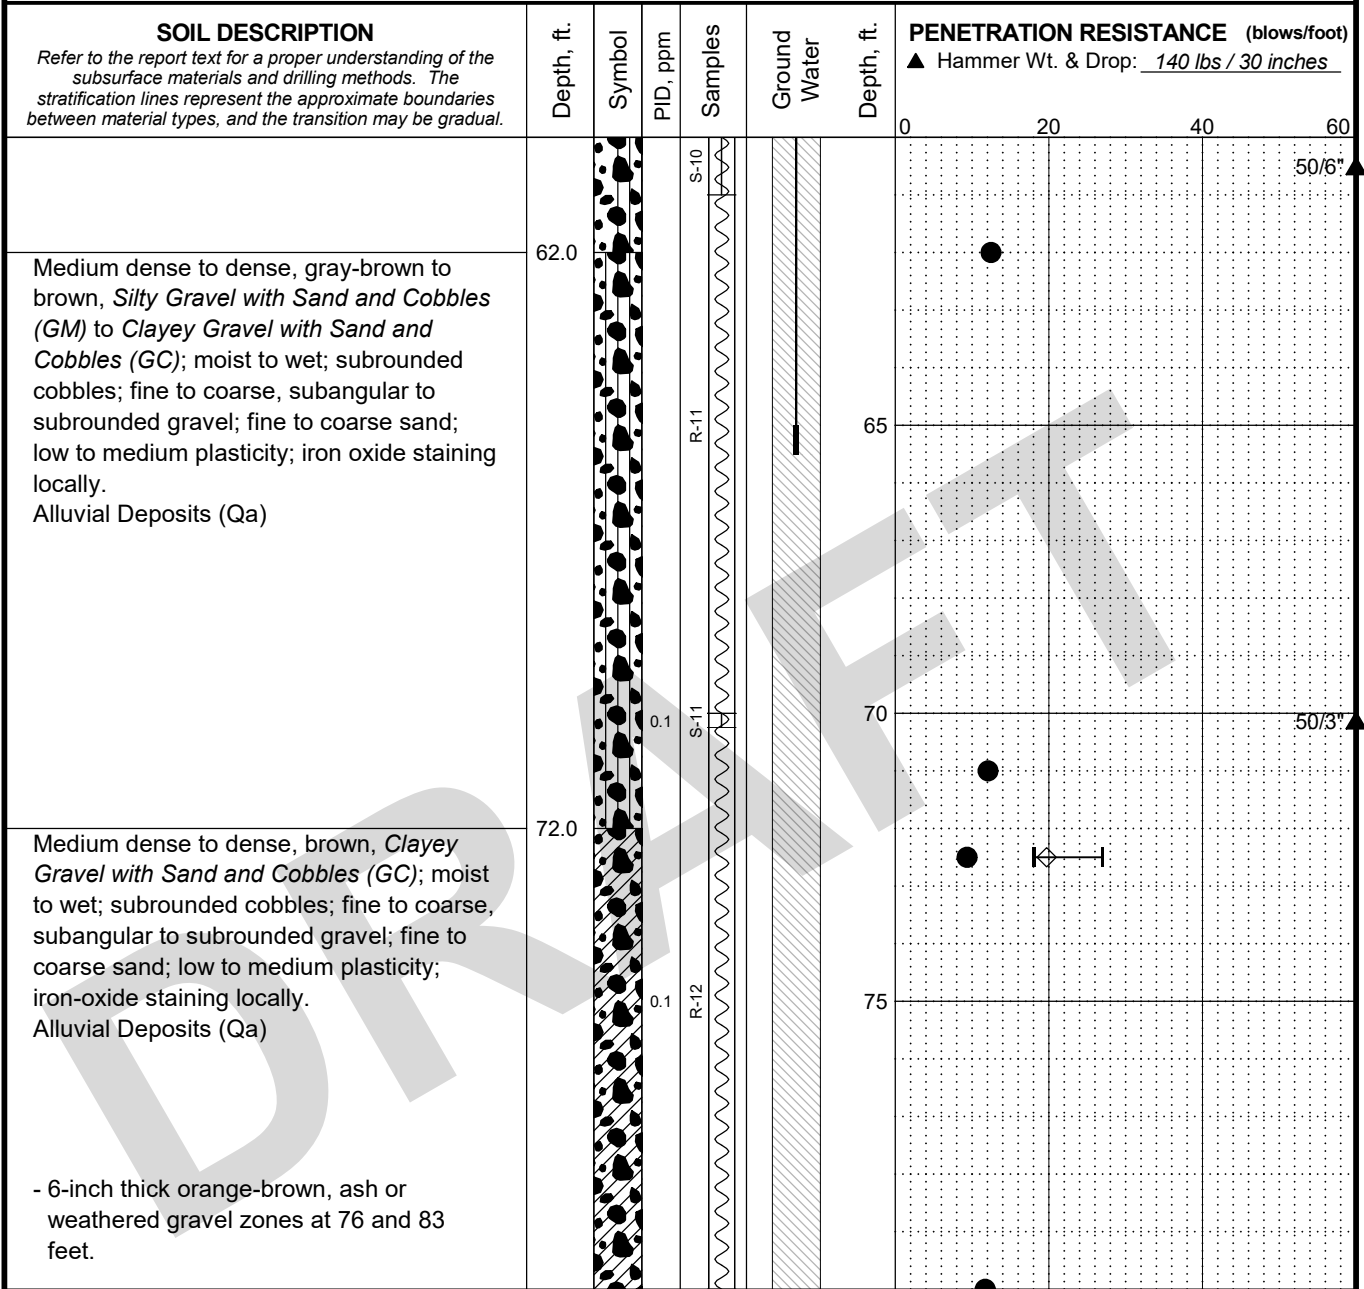 SOIL DESCRIPTION
Refer to the report text for a proper understanding of the
subsurface materials and drilling methods. The
stratification lines represent the approximate boundaries
between material types, and the transition may be gradual.
Depth, ft.
Symbol
PID, ppm
Samples
Ground
Water
Depth, ft.
PENETRATION RESISTANCE (blows/foot)
▲ Hammer Wt. & Drop: 140 lbs / 30 inches
0 20 40 60
S-10
50/6"
62.0
Medium dense to dense, gray-brown to
brown, Silty Gravel with Sand and Cobbles
(GM) to Clayey Gravel with Sand and
Cobbles (GC); moist to wet; subrounded
cobbles; fine to coarse, subangular to
subrounded gravel; fine to coarse sand;
low to medium plasticity; iron oxide staining
locally.
Alluvial Deposits (Qa)
R-11
65
0.1
S-11
70
50/3"
72.0
Medium dense to dense, brown, Clayey
Gravel with Sand and Cobbles (GC); moist
to wet; subrounded cobbles; fine to coarse,
subangular to subrounded gravel; fine to
coarse sand; low to medium plasticity;
iron-oxide staining locally.
Alluvial Deposits (Qa)
0.1
R-12
75
- 6-inch thick orange-brown, ash or
weathered gravel zones at 76 and 83
feet.
DRAFT